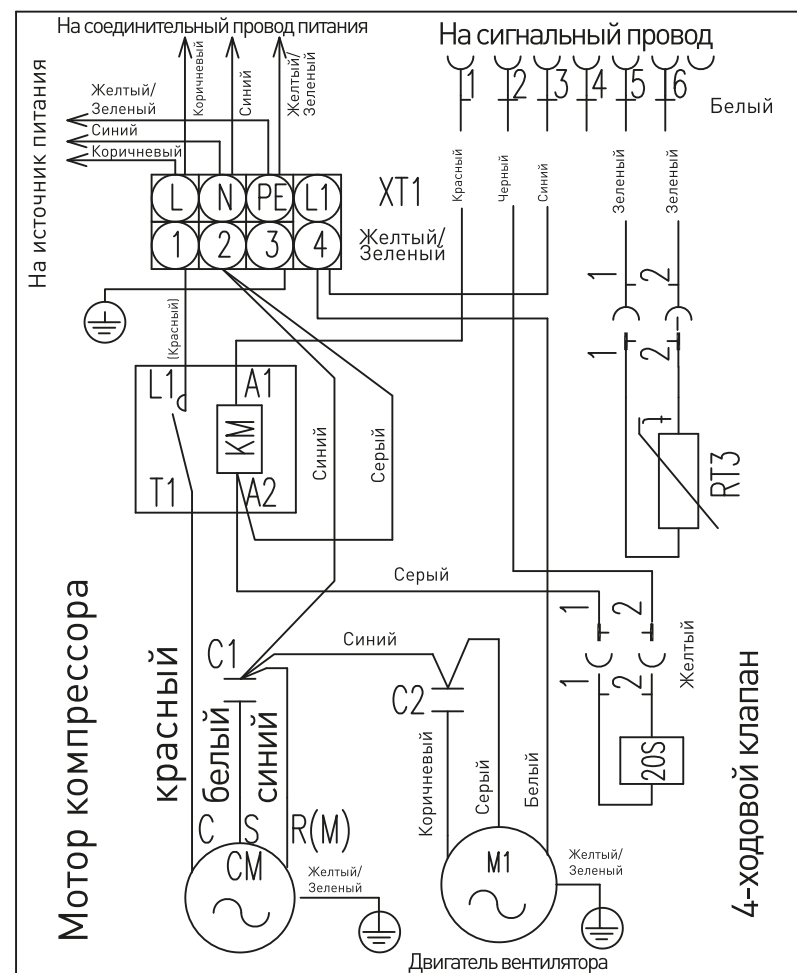 На соединительный провод питания
На сигнальный провод
Коричневый
Синий
Желтый/
Зеленый
1 2 3 4 5 6
Белый
На источник питания
Желтый/
Зеленый
Синий
Коричневый
Красный
Черный
Синий
Зеленый
Зеленый
L N PE L1
XT1
1 2 3 4
Желтый/
Зеленый
(Красный)
1 2
1 2
L1 A1
KM
T1 A2
Синий
Серый
t
RT3
Серый
1 2
1 2
Желтый
20S
4-ходовой клапан
Мотор компрессора
C1
Синий
C2
красный
белый
синий
Коричневый
Серый
Белый
C S R(M)
CM
Желтый/
Зеленый
M1
Желтый/
Зеленый
Двигатель вентилятора